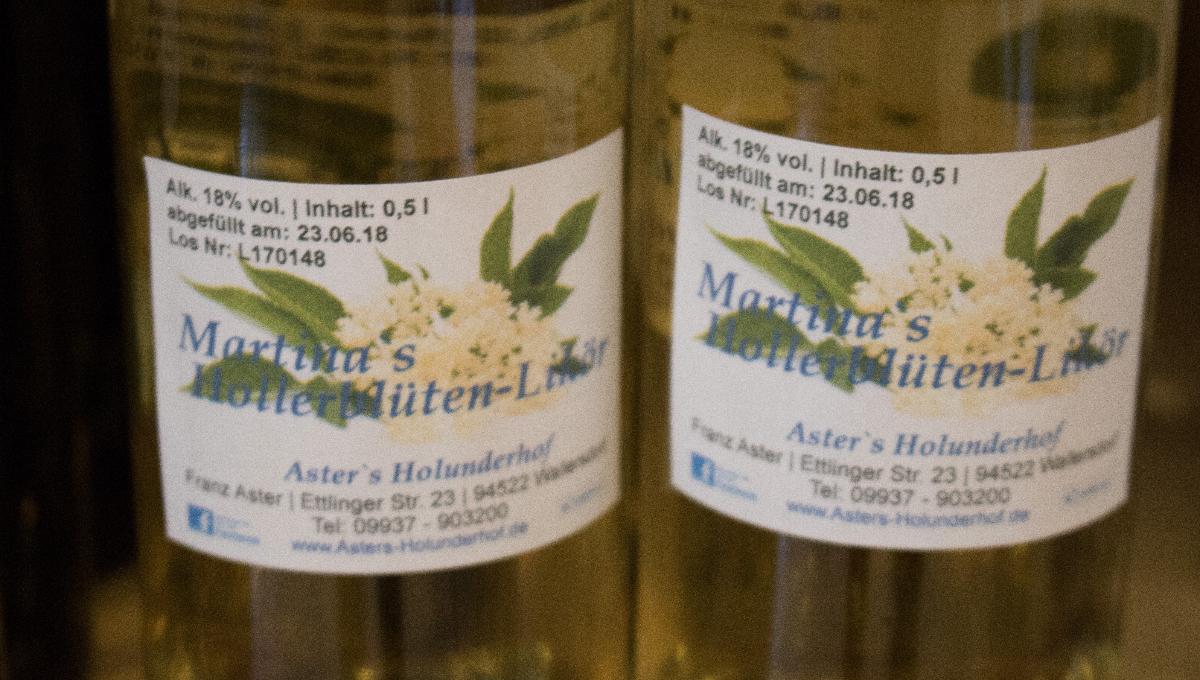 Alk. 18% vol. | Inhalt: 0,5 l
abgefüllt am: 23.06.18
Los Nr: L170148
Martina`s
Hollerblüten-Likör
Aster`s Holunderhof
Franz Aster | Ettlinger Str. 23 | 94522 Wallersdorf
Tel: 09937 - 903200
www.Asters-Holunderhof.de
Alk. 18% vol. | Inhalt: 0,5 l
abgefüllt am: 23.06.18
Los Nr: L170148
Martina`s
Hollerblüten-Likör
Aster`s Holunderhof
Franz Aster | Ettlinger Str. 23 | 94522 Wallersdorf
Tel: 09937 - 903200
www.Asters-Holunderhof.de